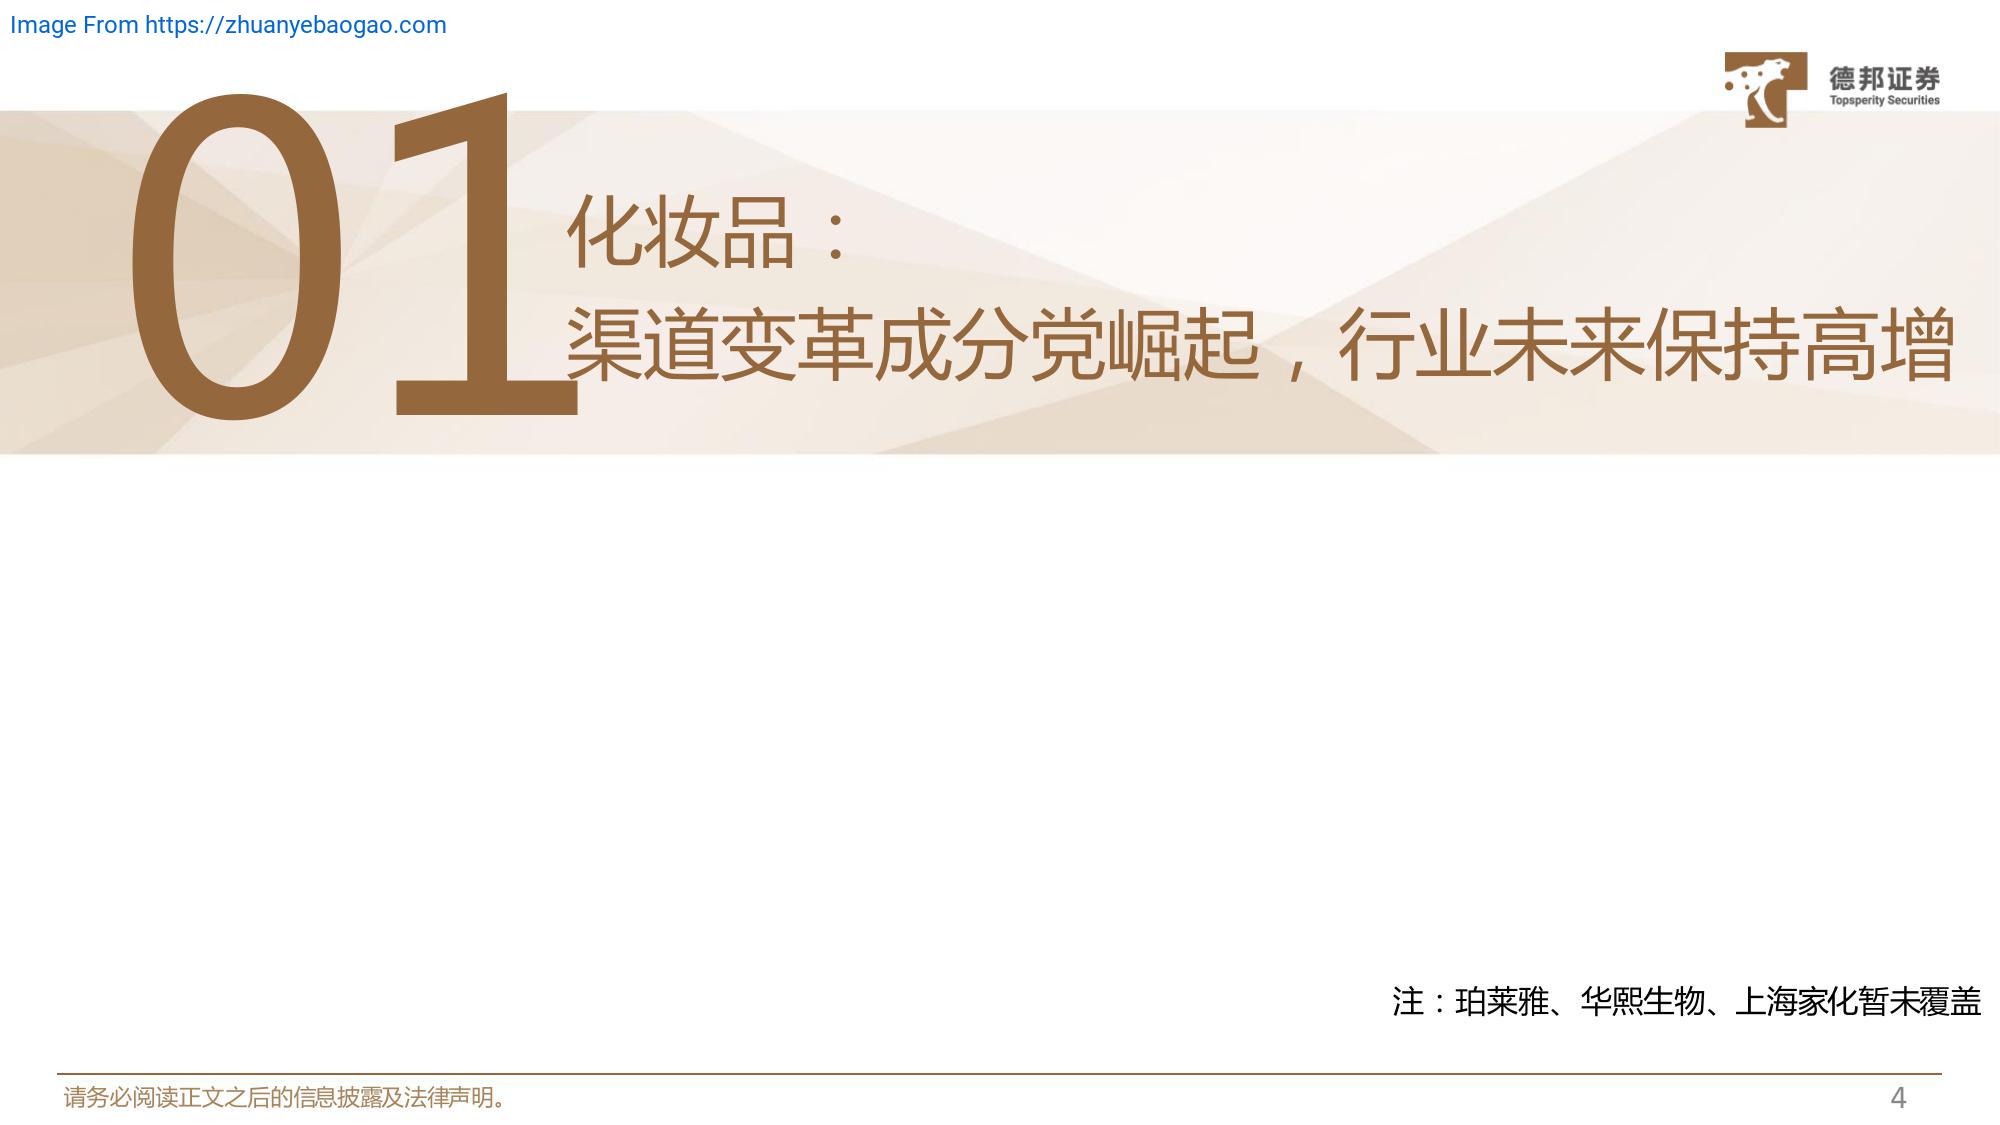 Image From https://zhuanyebaogao.com
德邦证券
Topsperity Securities
01
化妆品：
渠道变革成分党崛起，行业未来保持高增
注：珀莱雅、华熙生物、上海家化暂未覆盖
请务必阅读正文之后的信息披露及法律声明。
4